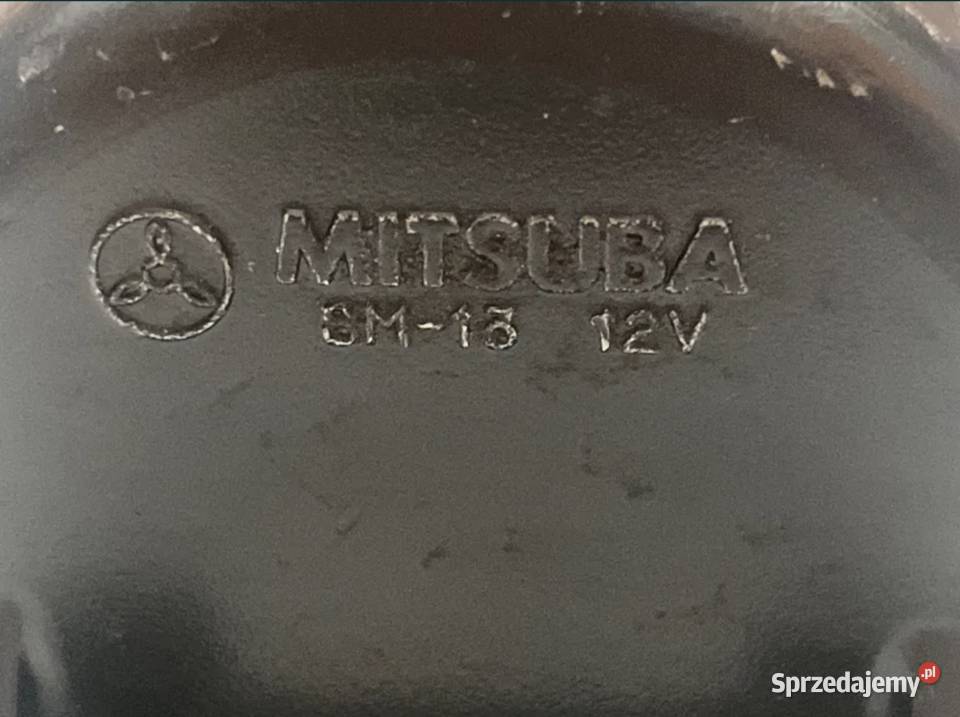 MITSUBA
SM-13 12V
Sprzedajemy.pl